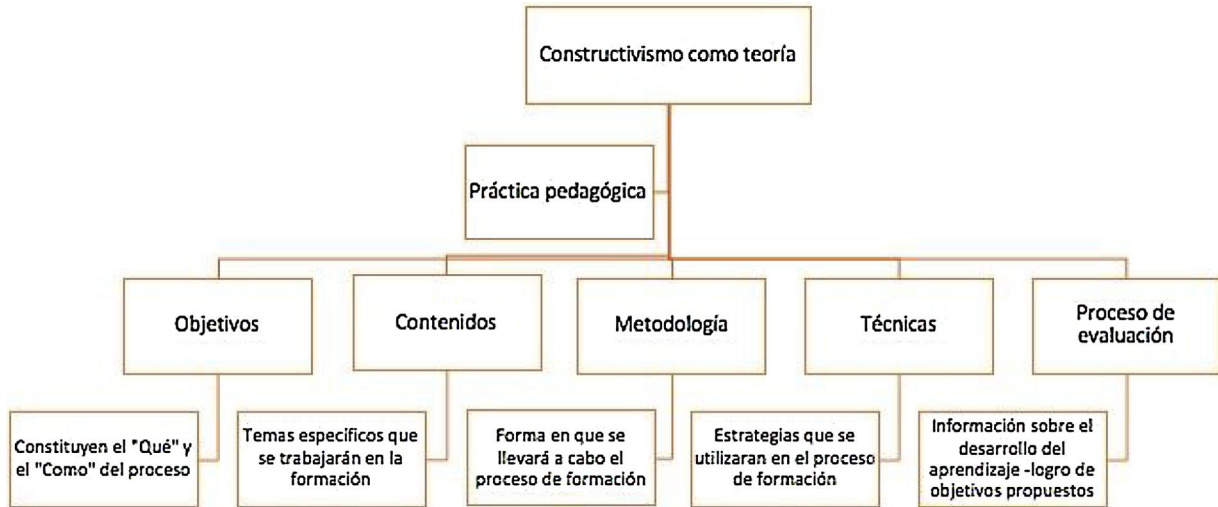 Constructivismo como teoría
Práctica pedagógica
Objetivos
Contenidos
Metodología
Técnicas
Proceso de
evaluación
Constituyen el "Qué" y
el "Como" del proceso
Temas especificos que
se trabajarán en la
formación
Forma en que se
llevará a cabo el
proceso de formación
Estrategias que se
utilizaran en el proceso
de formación
Información sobre el
desarrollo del
aprendizaje -logro de
objetivos propuestos